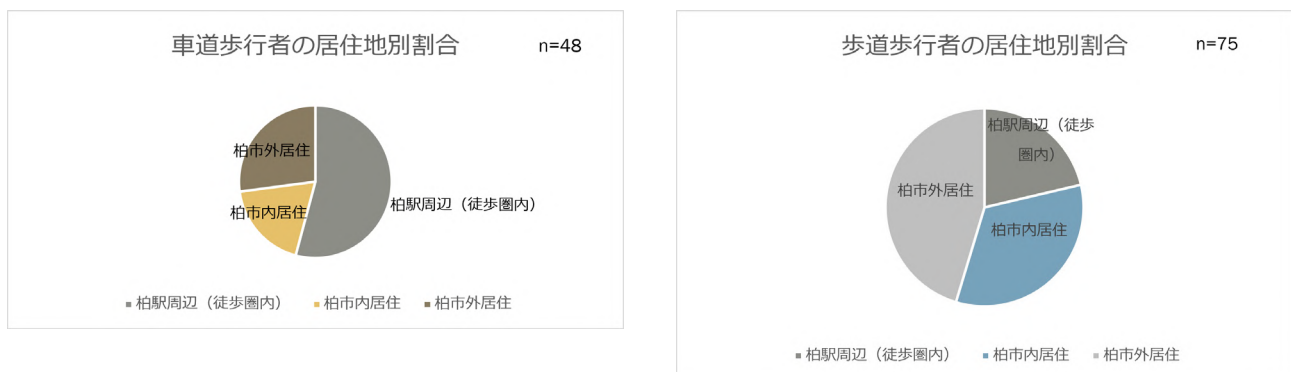 車道歩行者の居住地別割合
n=48
柏市外居住
柏市内居住
柏駅周辺（徒歩圏内）
柏駅周辺（徒歩圏内） 柏市内居住 柏市外居住
歩道歩行者の居住地別割合
n=75
柏駅周辺（徒歩
圏内）
柏市外居住
柏市内居住
柏駅周辺（徒歩圏内） 柏市内居住 柏市外居住